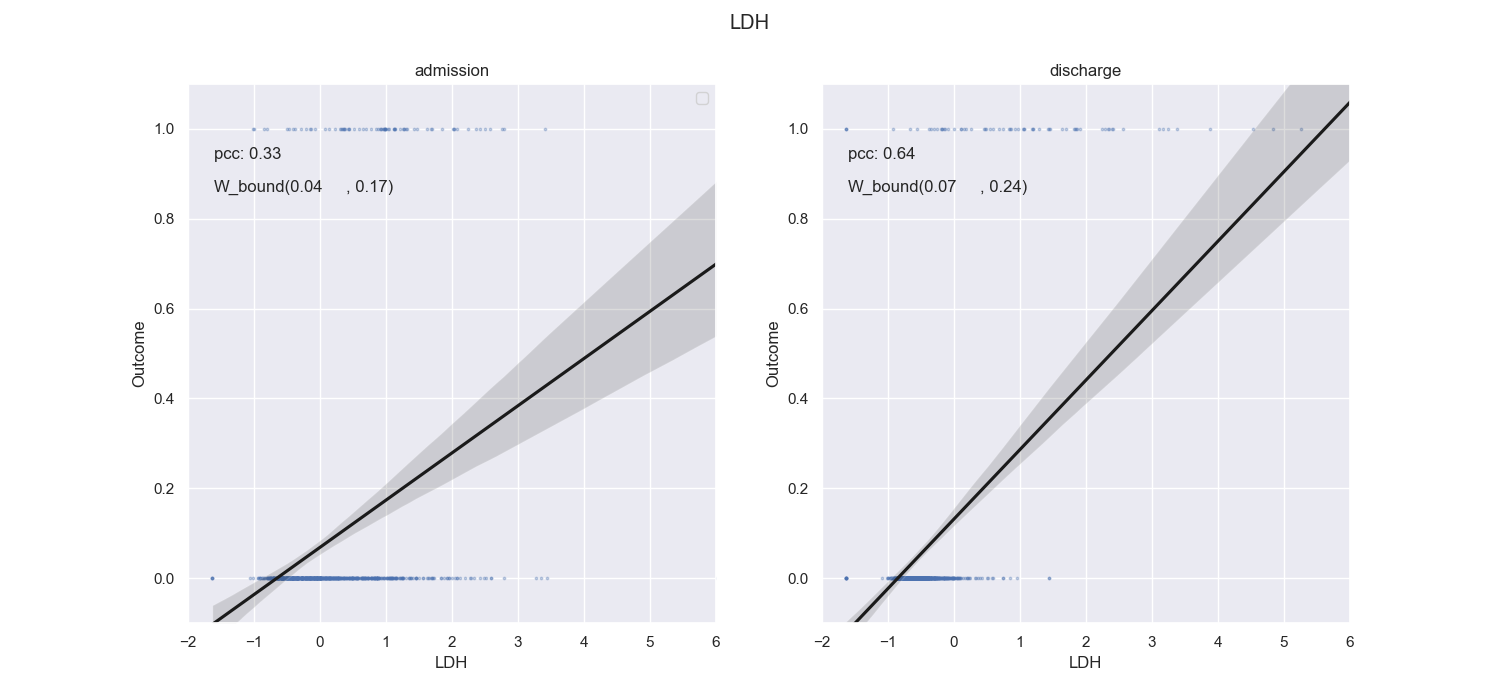 LDH
admission
1.0
0.8
0.6
0.4
0.2
0.0
Outcome
pcc: 0.33
W_bound(0.04 , 0.17)
−2 −1 0 1 2 3 4 5 6
LDH
discharge
1.0
0.8
0.6
0.4
0.2
0.0
Outcome
pcc: 0.64
W_bound(0.07 , 0.24)
−2 −1 0 1 2 3 4 5 6
LDH